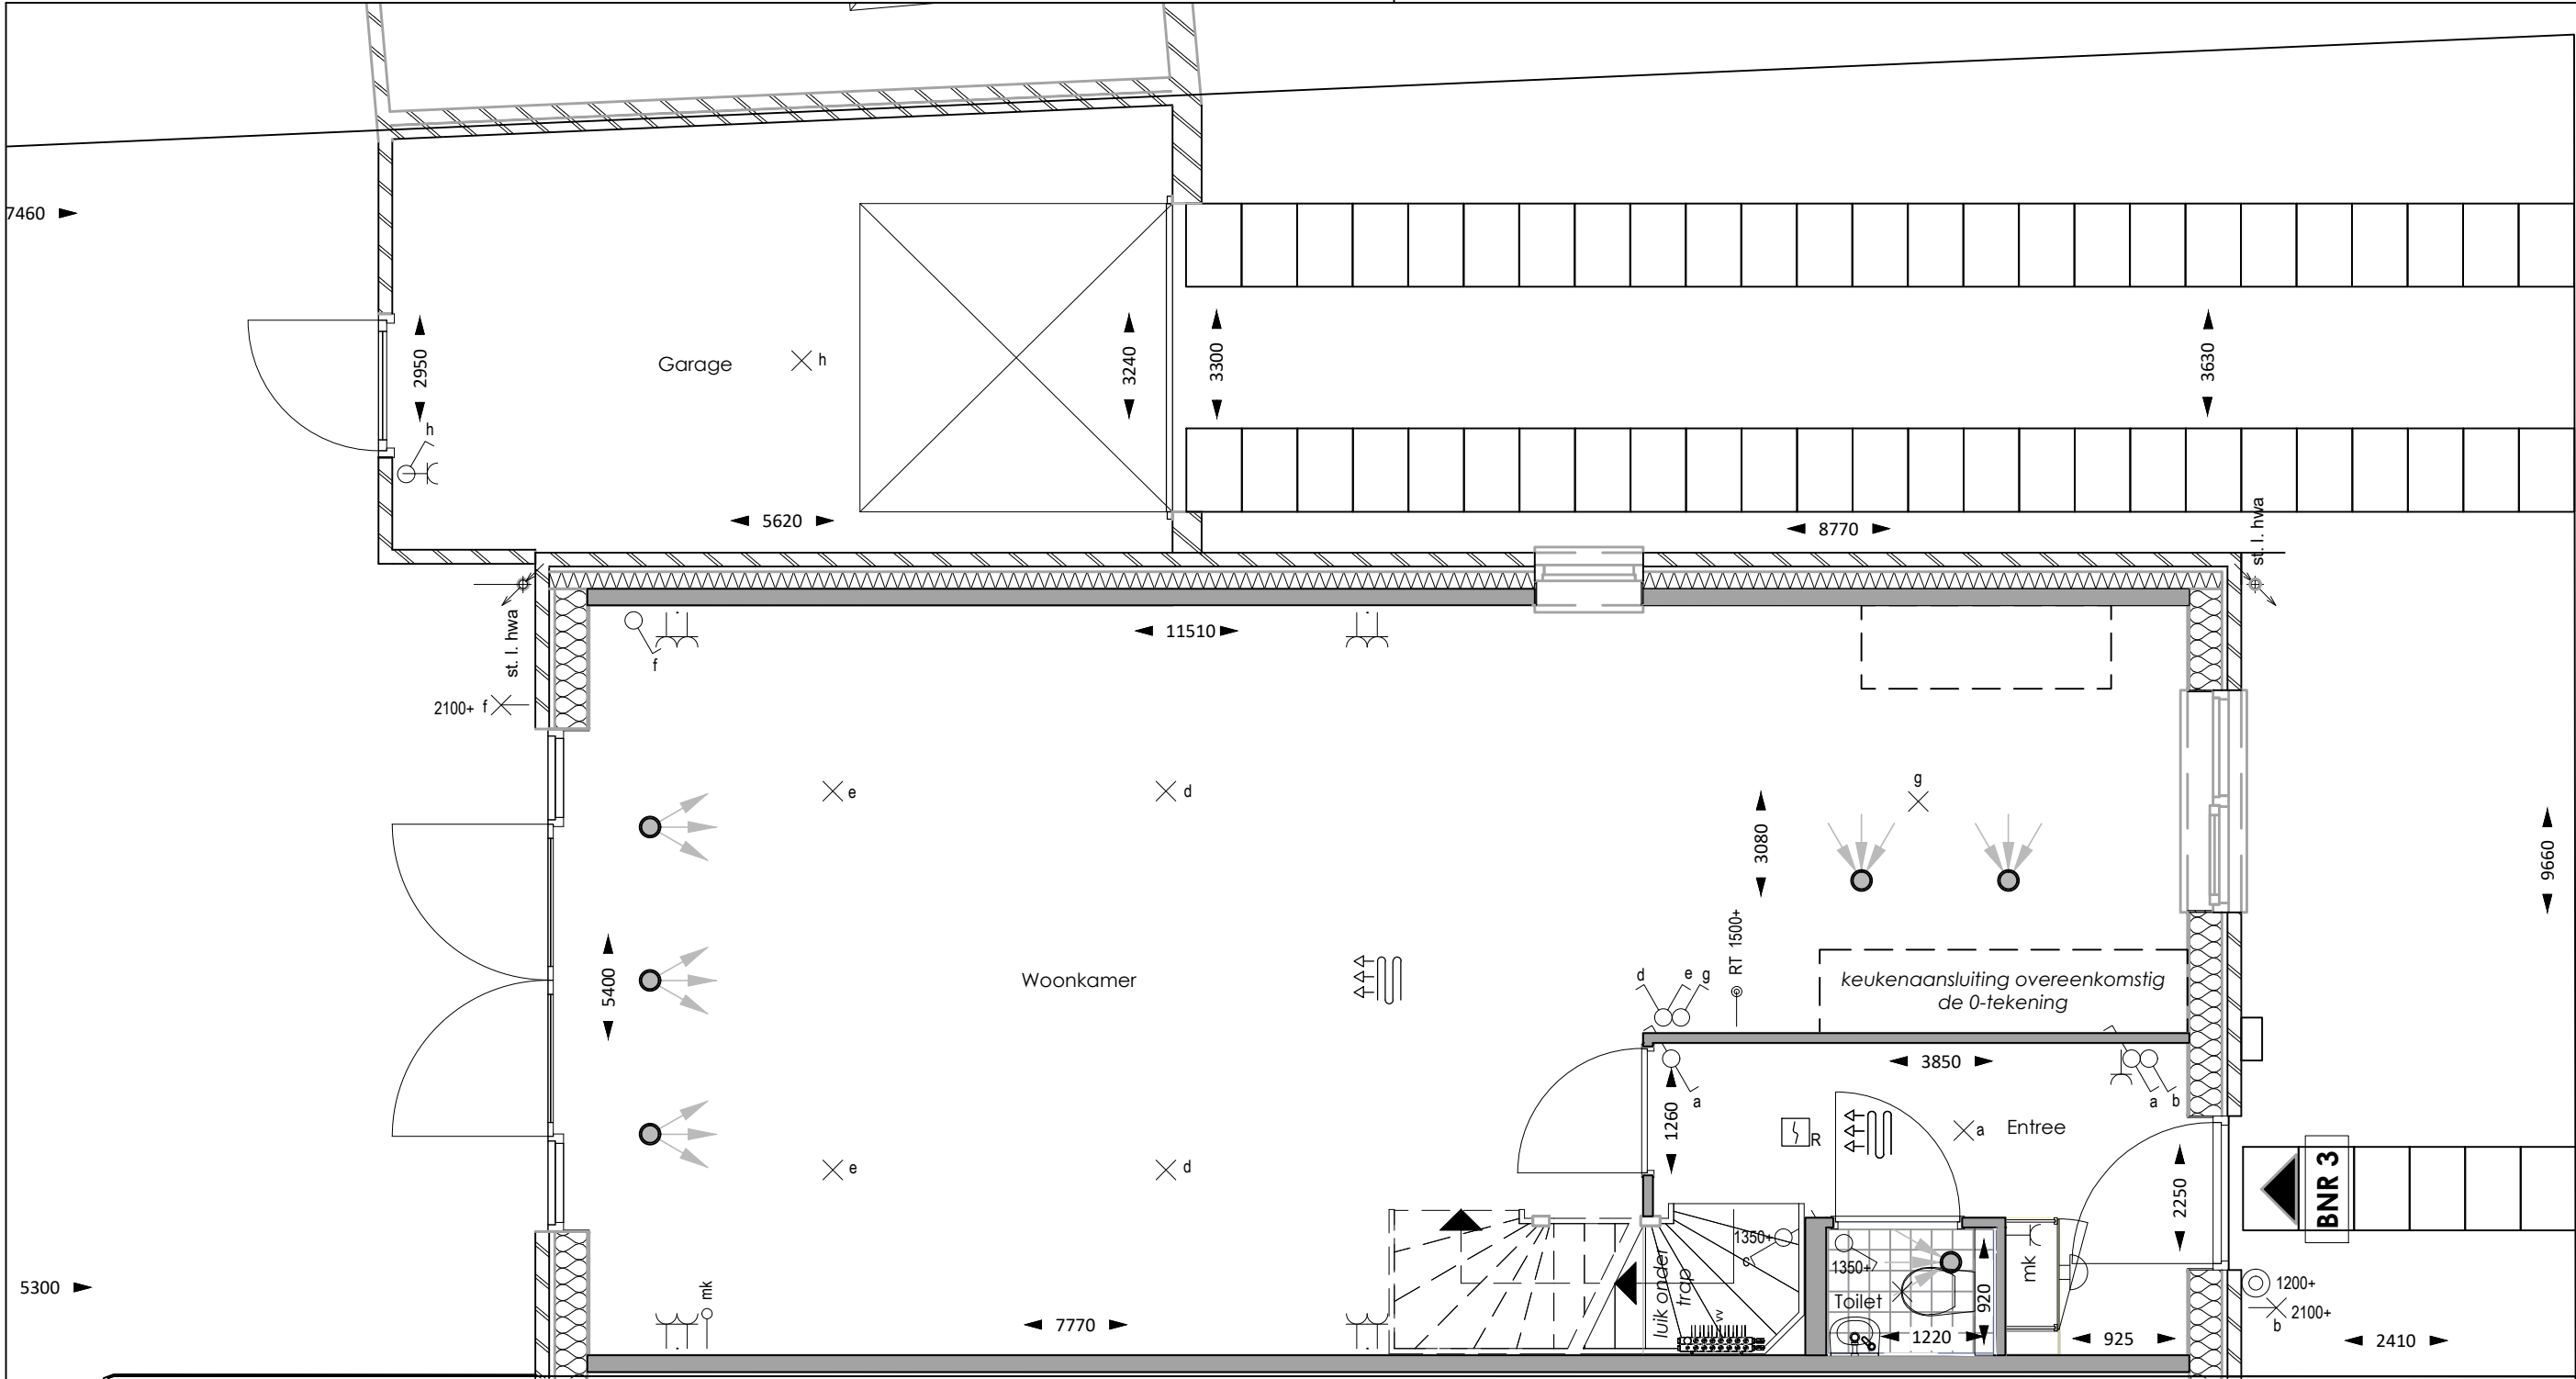 7460
2950
Garage
h
3240
3300
3630
h
5620
8770
st. l. hwa
st. l. hwa
f
11510
2100+ f
e
d
g
3080
9660
5400
Woonkamer
d
e
g
RT 1500+
keukenaansluiting overeenkomstig
de 0-tekening
3850
a
1260
a
b
R
a
Entree
e
d
2250
BNR 3
1350+
c
1350+
luik onder
trap
vv
Toilet
920
mk
1220
925
5300
mk
7770
1200+
2100+
b
2410